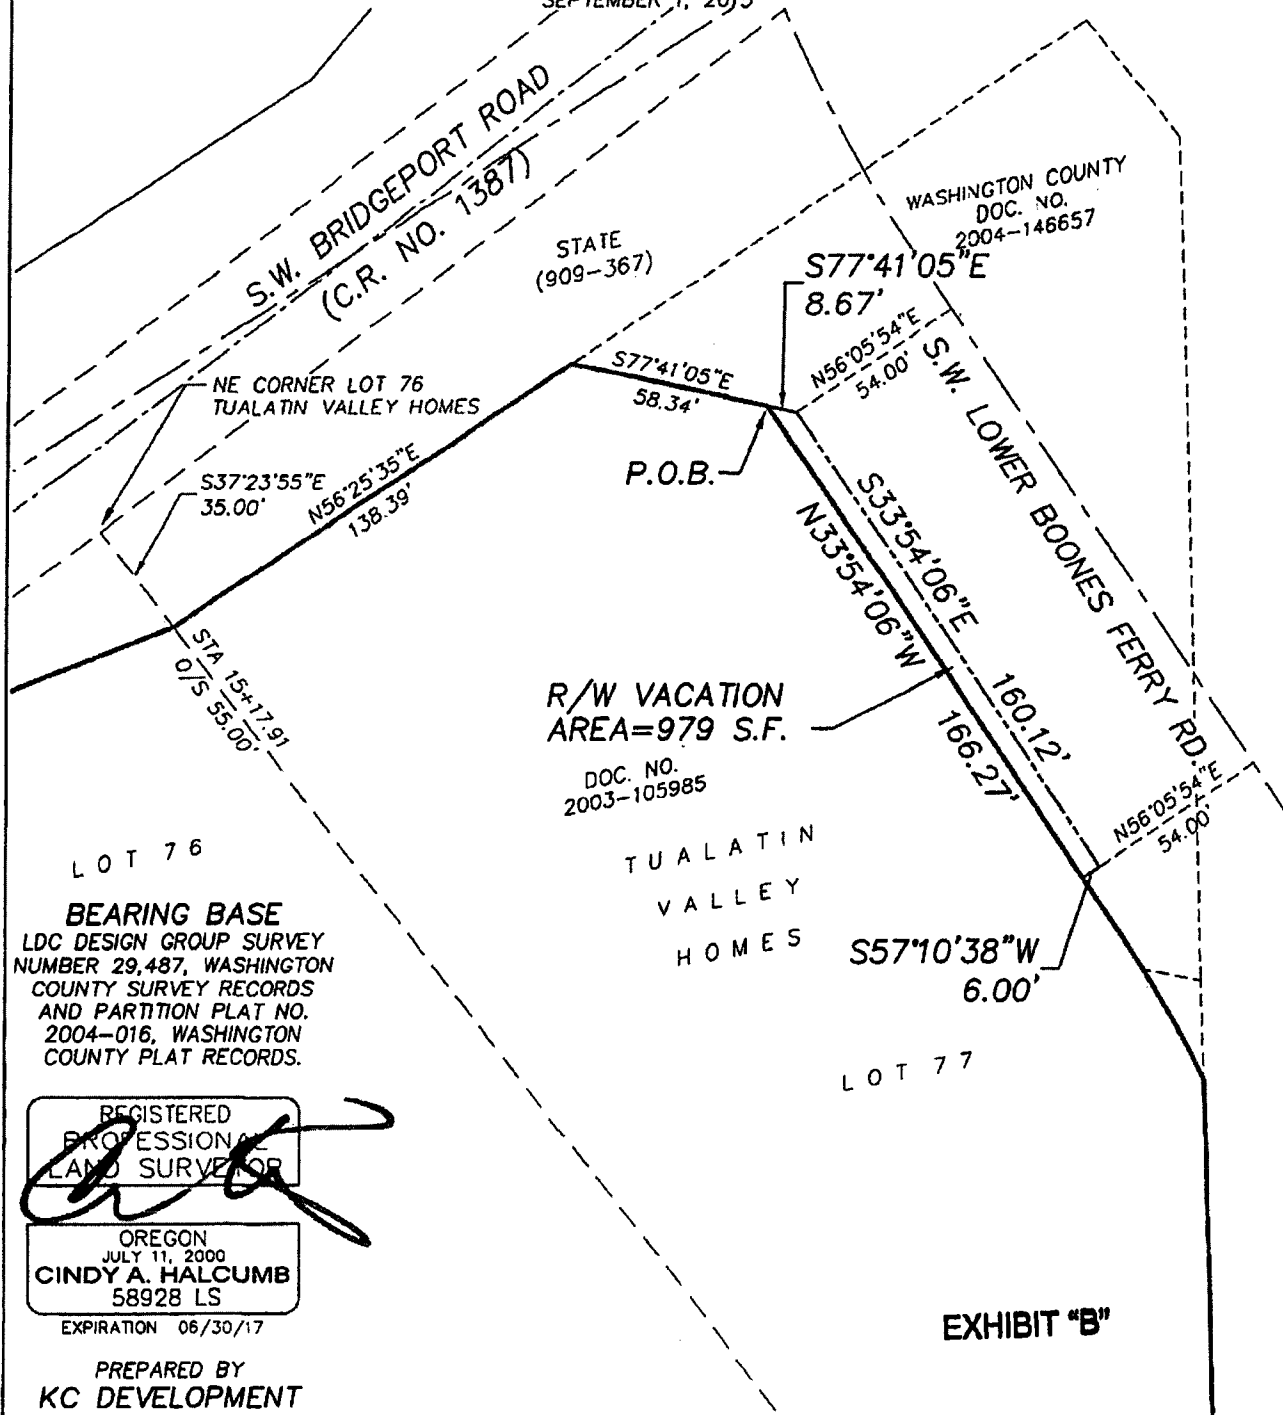 SEPTEMBER 1, 2015
S.W. BRIDGEPORT ROAD
(C.R. NO. 1387)
STATE
(909-367)
WASHINGTON COUNTY
DOC. NO.
2004-146657
S77°41'05"E
8.67'
N56°05'54"E
54.00'
S.W. LOWER BOONES FERRY RD.
NE CORNER LOT 76
TUALATIN VALLEY HOMES
S77°41'05"E
58.34'
P.O.B.
S37°23'55"E
35.00'
N56°25'35"E
138.39'
S33°54'06"E
160.12'
N33°54'06"W
166.27'
STA 15+17.91
O/S 55.00'
R/W VACATION
AREA=979 S.F.
DOC. NO.
2003-105985
N56°05'54"E
54.00'
TUALATIN
VALLEY
HOMES
S57°10'38"W
6.00'
LOT 76
LOT 77
BEARING BASE
LDC DESIGN GROUP SURVEY
NUMBER 29,487, WASHINGTON
COUNTY SURVEY RECORDS
AND PARTITION PLAT NO.
2004-016, WASHINGTON
COUNTY PLAT RECORDS.
REGISTERED
PROFESSIONAL
LAND SURVEYOR
OREGON
JULY 11, 2000
CINDY A. HALCUMB
58928 LS
EXPIRATION 06/30/17
PREPARED BY
KC DEVELOPMENT
EXHIBIT "B"